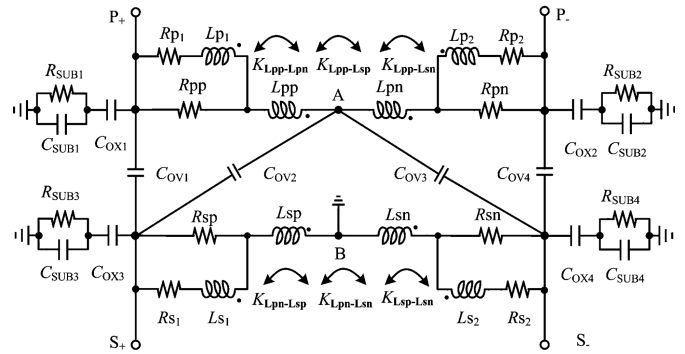 P+ P-
Rp1 Lp1 Lp2 Rp2
KLpp-Lpn KLpp-Lsp KLpp-Lsn
RSUB1 Rpp Lpp A Lpn Rpn RSUB2
CSUB1 COX1 COX2 CSUB2
COV1 COV2 COV3 COV4
RSUB3 Rsp Lsp Lsn Rsn RSUB4
B
CSUB3 COX3 COX4 CSUB4
KLpn-Lsp KLpn-Lsn KLsp-Lsn
Rs1 Ls1 Ls2 Rs2
S+ S-